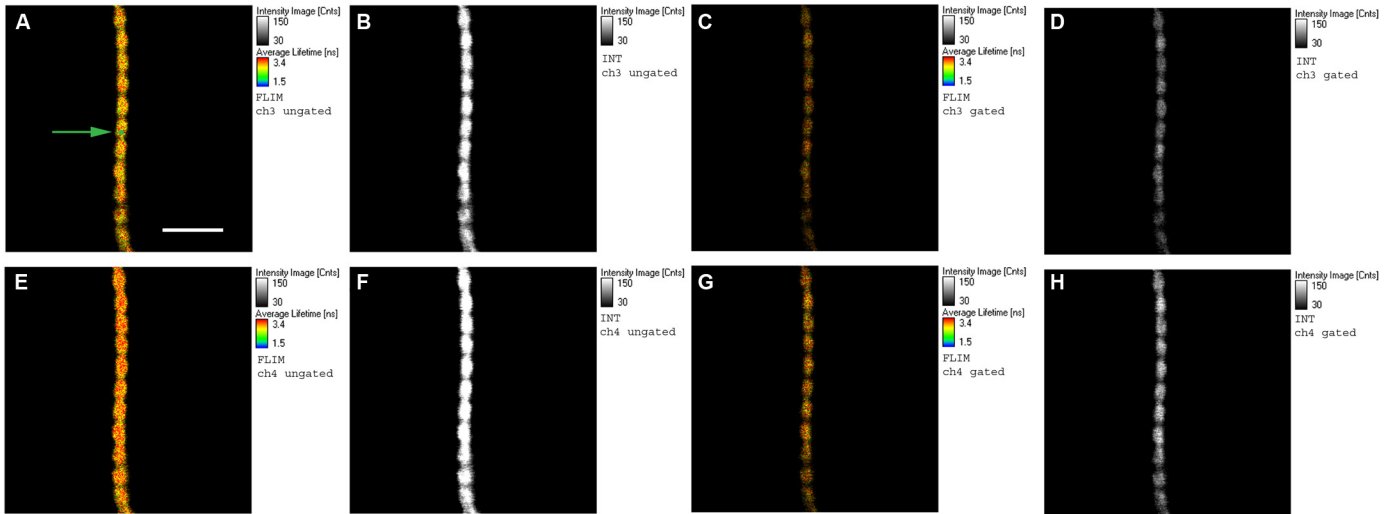 A
Intensity Image [Cnts]
150
30
Average Lifetime [ns]
3.4
1.5
FLIM
ch3 ungated
B
Intensity Image [Cnts]
150
30
INT
ch3 ungated
C
Intensity Image [Cnts]
150
30
Average Lifetime [ns]
3.4
1.5
FLIM
ch3 gated
D
Intensity Image [Cnts]
150
30
INT
ch3 gated
E
Intensity Image [Cnts]
150
30
Average Lifetime [ns]
3.4
1.5
FLIM
ch4 ungated
F
Intensity Image [Cnts]
150
30
INT
ch4 ungated
G
Intensity Image [Cnts]
150
30
Average Lifetime [ns]
3.4
1.5
FLIM
ch4 gated
H
Intensity Image [Cnts]
150
30
INT
ch4 gated